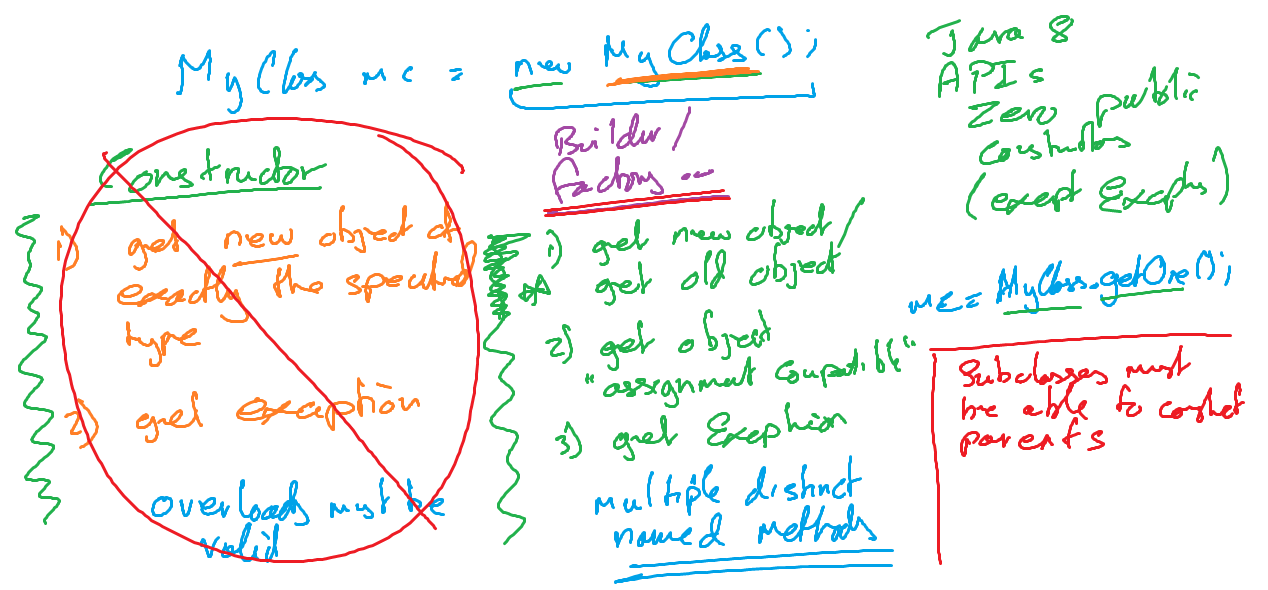 MyClass mc = new MyClass();
Builder/
Factory ...
Constructor
1) get new object of
exactly the specified
type
2) get exception
overloads must be
valid
1) get new object/
get old object
2) get object
"assignment compatible"
3) get Exception
multiple distinct
named methods
Java 8
APIs
Zero public
constructors
(except Exceptns)
mc = MyClass.getOne();
Subclasses must
be able to
parents